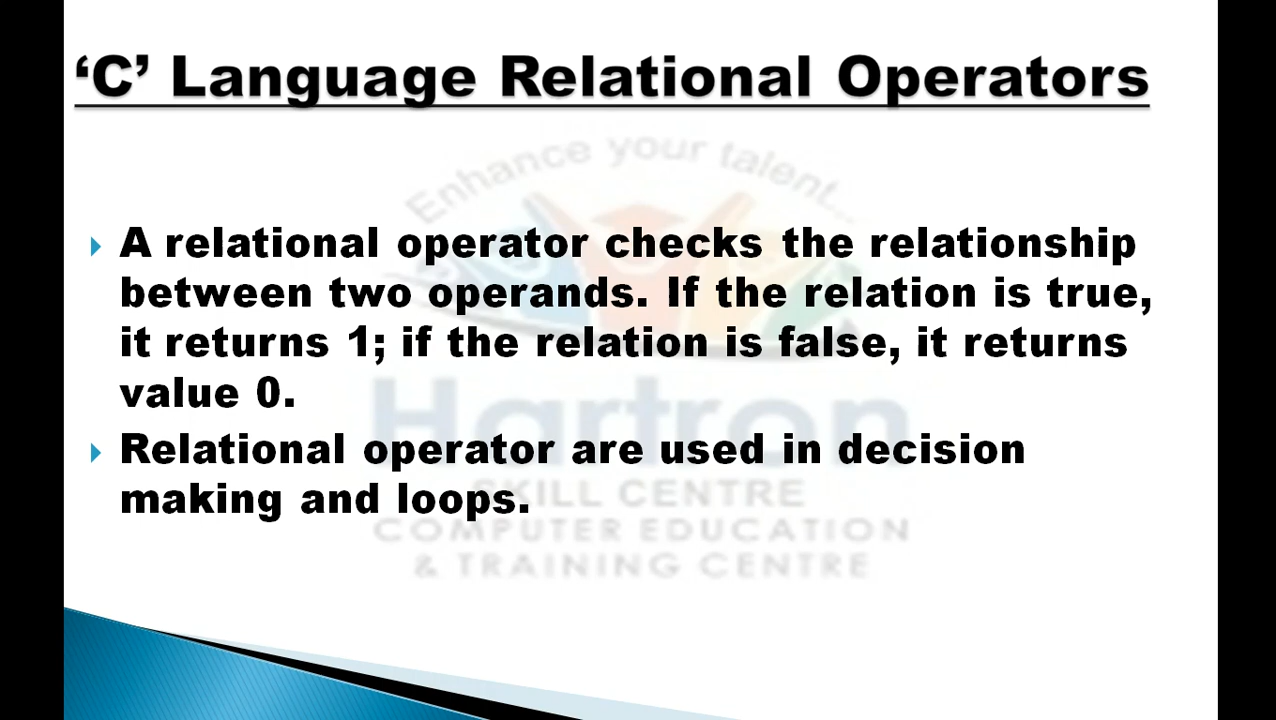 ‘C’ Language Relational Operators
Enhance your talent...
A relational operator checks the relationship
between two operands. If the relation is true,
it returns 1; if the relation is false, it returns
value 0.
Hartron
Relational operator are used in decision
making and loops.
SKILL CENTRE
COMPUTER EDUCATION
& TRAINING CENTRE